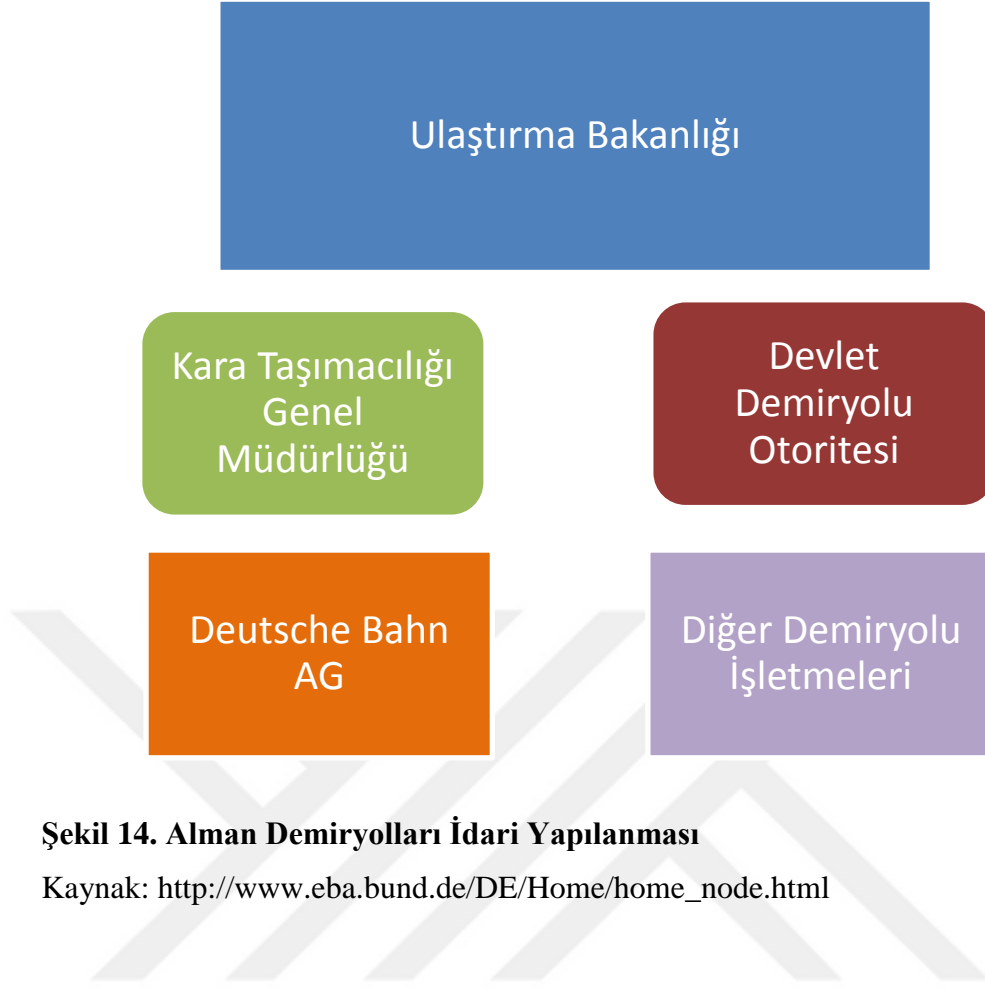 Ulaştırma Bakanlığı
Kara Taşımacılığı
Genel
Müdürlüğü
Devlet
Demiryolu
Otoritesi
Deutsche Bahn
AG
Diğer Demiryolu
İşletmeleri
Şekil 14. Alman Demiryolları İdari Yapılanması
Kaynak: http://www.eba.bund.de/DE/Home/home_node.html